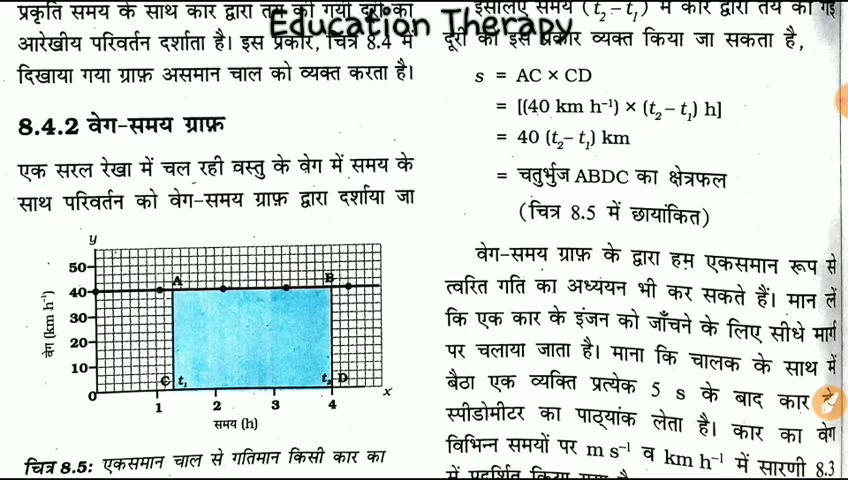 Education Therapy
प्रकृति समय के साथ कार द्वारा तय की गयी दूरी का
आरेखीय परिवर्तन दर्शाता है। इस प्रकार, चित्र 8.4 में
दिखाया गया ग्राफ़ असमान चाल को व्यक्त करता है।
8.4.2 वेग-समय ग्राफ़
एक सरल रेखा में चल रही वस्तु के वेग में समय के
साथ परिवर्तन को वेग-समय ग्राफ़ द्वारा दर्शाया जा
y
50
40
30
20
10
0
वेग (km h⁻¹)
A
B
C
t₁
t₂
D
1 2 3 4
x
समय (h)
चित्र 8.5: एकसमान चाल से गतिमान किसी कार का
इसलिए समय (t₂ – t₁) में कार द्वारा तय की गई
दूरी को इस प्रकार व्यक्त किया जा सकता है,
s = AC × CD
= [(40 km h⁻¹) × (t₂ – t₁) h]
= 40 (t₂– t₁) km
= चतुर्भुज ABDC का क्षेत्रफल
(चित्र 8.5 में छायांकित)
वेग-समय ग्राफ़ के द्वारा हम एकसमान रूप से
त्वरित गति का अध्ययन भी कर सकते हैं। मान लें
कि एक कार के इंजन को जाँचने के लिए सीधे मार्ग
पर चलाया जाता है। माना कि चालक के साथ में
बैठा एक व्यक्ति प्रत्येक 5 s के बाद कार के
स्पीडोमीटर का पाठ्यांक लेता है। कार का वेग
विभिन्न समयों पर m s⁻¹ व km h⁻¹ में सारणी 8.3
में प्रदर्शित किया गया है